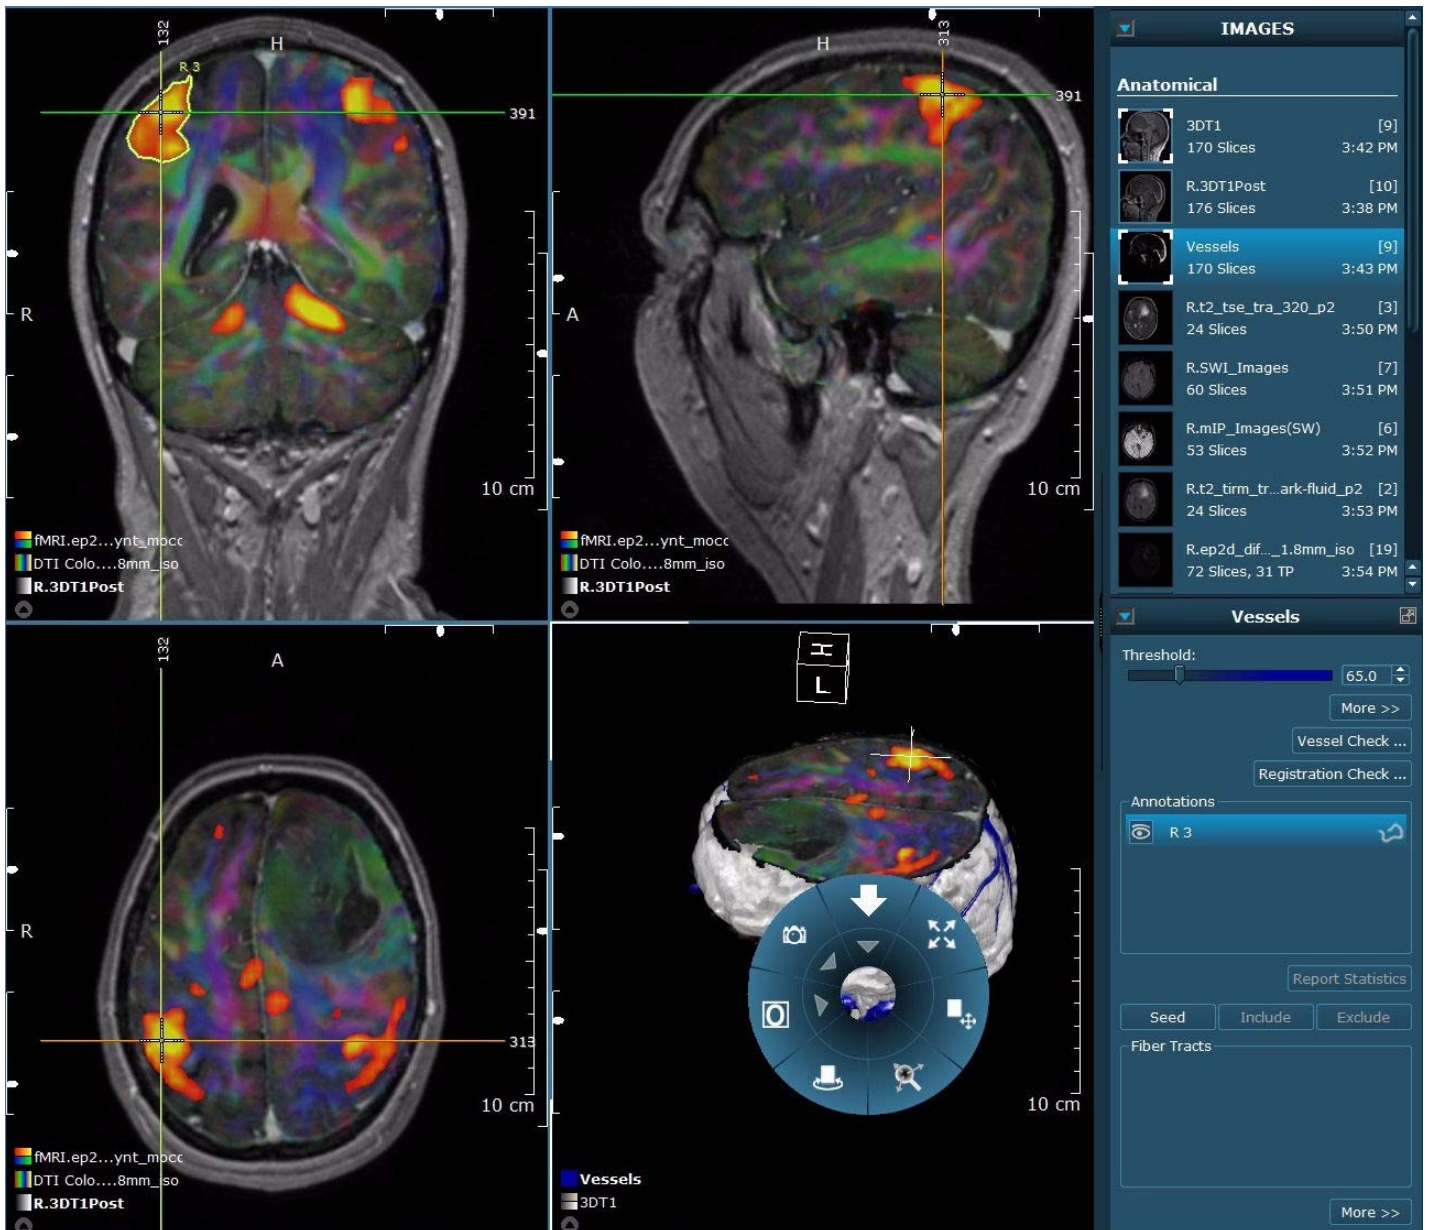 132
H
R 3
391
R
10 cm
fMRI.ep2...ynt_mocc
DTI Colo....8mm_iso
R.3DT1Post
313
H
391
A
10 cm
fMRI.ep2...ynt_mocc
DTI Colo....8mm_iso
R.3DT1Post
132
A
R
313
10 cm
fMRI.ep2...ynt_mocc
DTI Colo....8mm_iso
R.3DT1Post
H
L
10 cm
Vessels
3DT1
IMAGES
Anatomical
3DT1 [9]
170 Slices 3:42 PM
R.3DT1Post [10]
176 Slices 3:38 PM
Vessels [9]
170 Slices 3:43 PM
R.t2_tse_tra_320_p2 [3]
24 Slices 3:50 PM
R.SWI_Images [7]
60 Slices 3:51 PM
R.mIP_Images(SW) [6]
53 Slices 3:52 PM
R.t2_tirm_tr...ark-fluid_p2 [2]
24 Slices 3:53 PM
R.ep2d_dif..._1.8mm_iso [19]
72 Slices, 31 TP 3:54 PM
Vessels
Threshold:
65.0
More >>
Vessel Check ...
Registration Check ...
Annotations
R 3
Report Statistics
Seed Include Exclude
Fiber Tracts
More >>